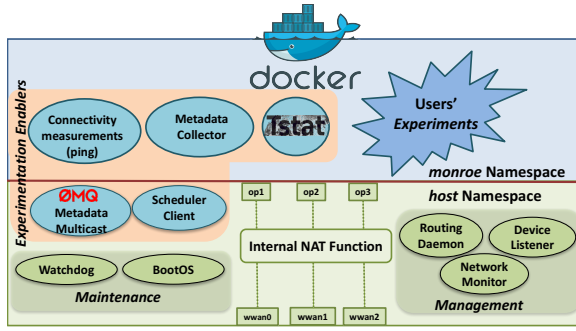 docker
Experimentation Enablers
Connectivity
measurements
(ping)
Metadata
Collector
Tstat
Users'
Experiments
monroe Namespace
host Namespace
ØMQ
Metadata
Multicast
Scheduler
Client
op1
op2
op3
Internal NAT Function
wwan0
wwan1
wwan2
Watchdog
BootOS
Maintenance
Routing
Daemon
Device
Listener
Network
Monitor
Management